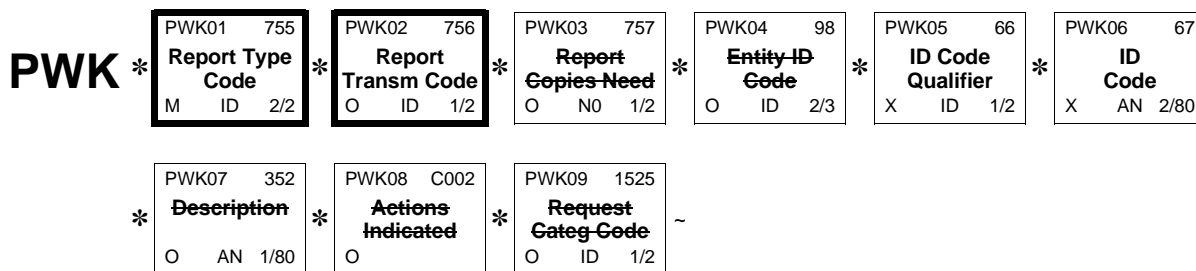 PWK01 755 PWK02 756 PWK03 757 PWK04 98 PWK05 66 PWK06 67
PWK * Report Type Code * Report Transm Code * Report Copies Need * Entity ID Code * ID Code Qualifier * ID Code
M ID 2/2 O ID 1/2 O N0 1/2 O ID 2/3 X ID 1/2 X AN 2/80
PWK07 352 PWK08 C002 PWK09 1525
* Description * Actions Indicated * Request Categ Code ~
O AN 1/80 O O ID 1/2